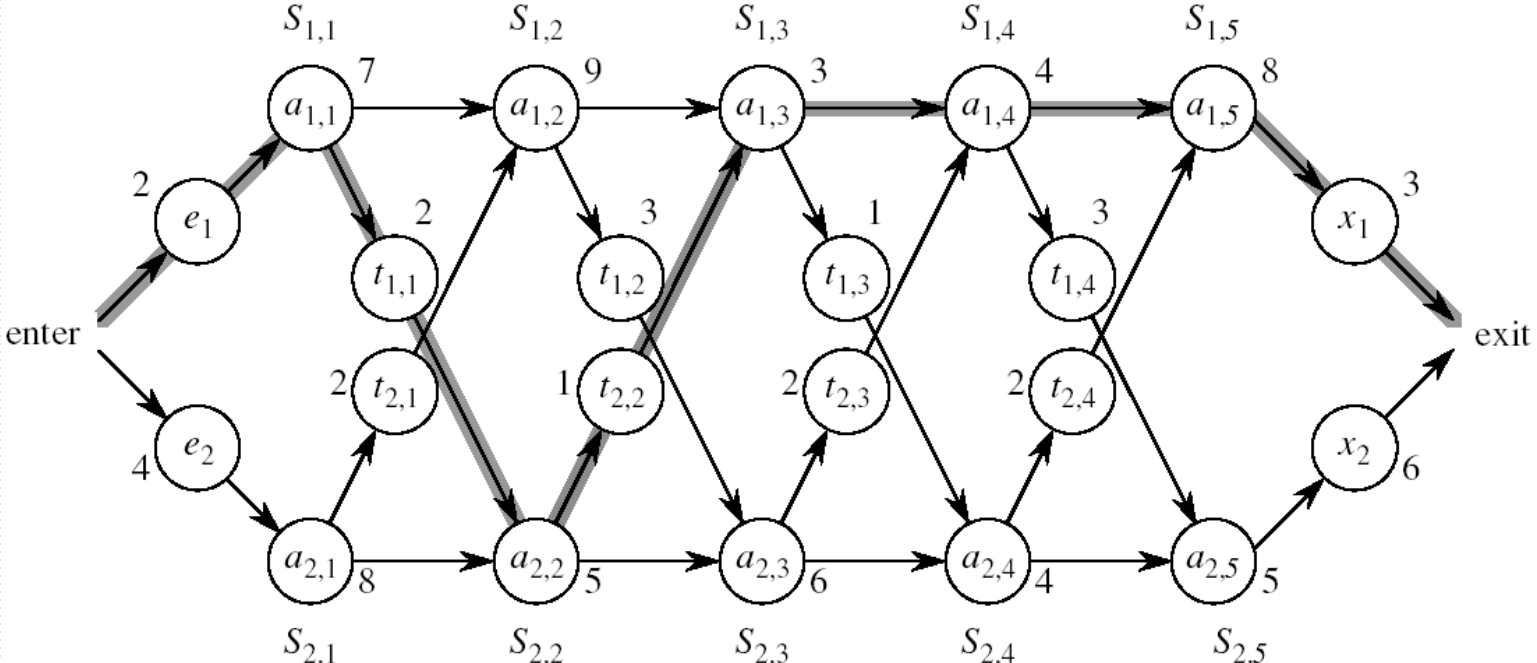 S1,1 S1,2 S1,3 S1,4 S1,5
7 9 3 4 8
a1,1 a1,2 a1,3 a1,4 a1,5
2 2 3 1 3 3
e1 x1
t1,1 t1,2 t1,3 t1,4
enter exit
2 t2,1 1 t2,2 2 t2,3 2 t2,4
e2 x2
4 6
a2,1 a2,2 a2,3 a2,4 a2,5
8 5 6 4 5
S2,1 S2,2 S2,3 S2,4 S2,5